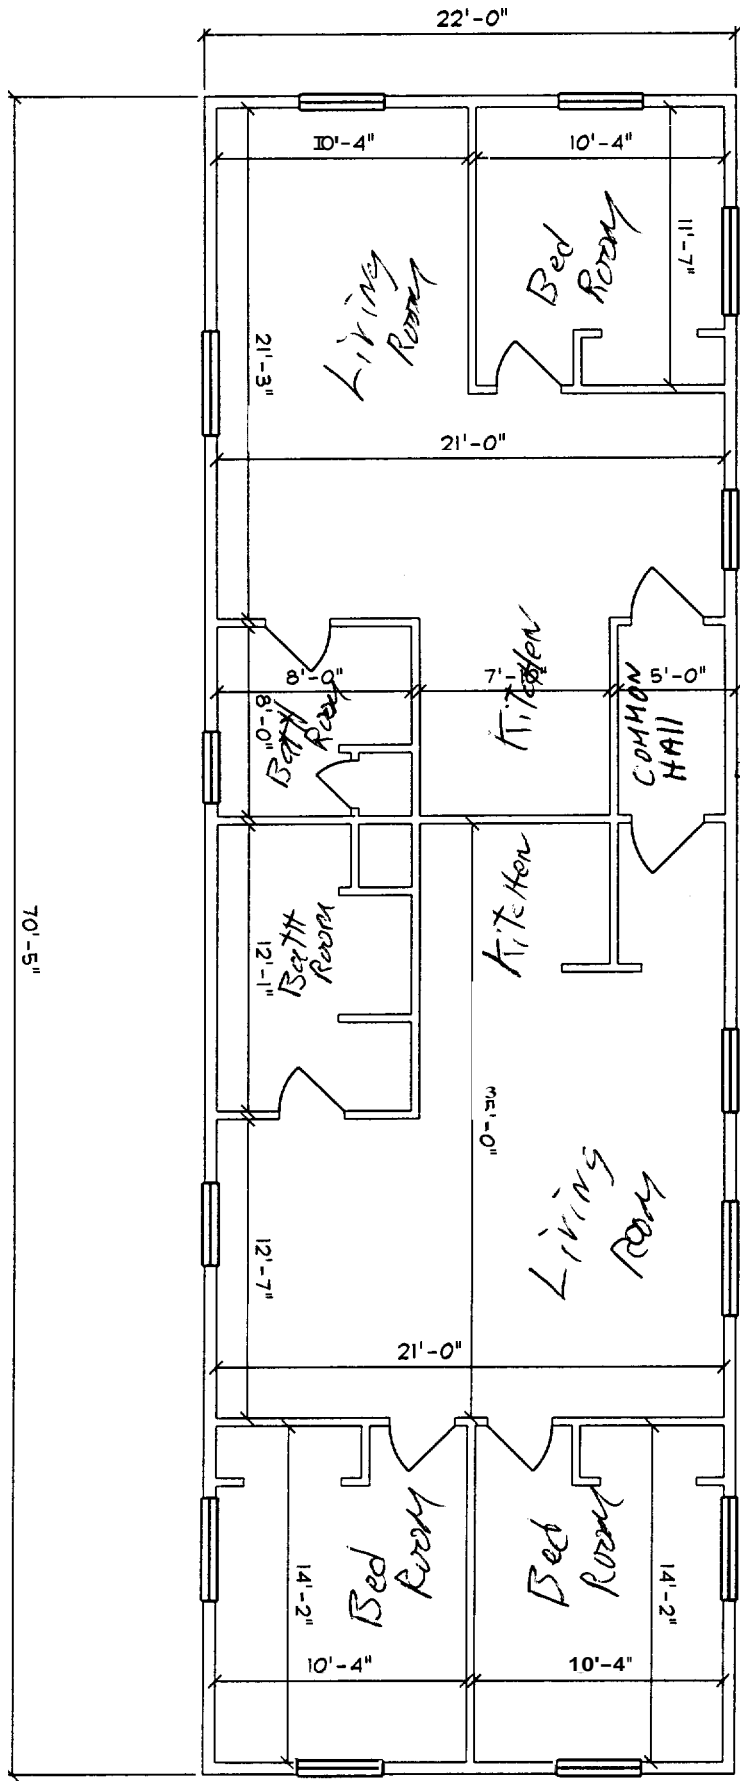 22'-0"
10'-4"
10'-4"
11'-7"
Bed
Room
Living
Room
21'-3"
21'-0"
8'-0"
5'-0"
8'-0"
Bath
Room
Kitchen
COMMON
HAll
Kitchen
BatH
Room
12'-1"
70'-5"
35'-0"
Living
Room
12'-7"
21'-0"
Bed
Room
Bed
Room
14'-2"
14'-2"
10'-4"
10'-4"